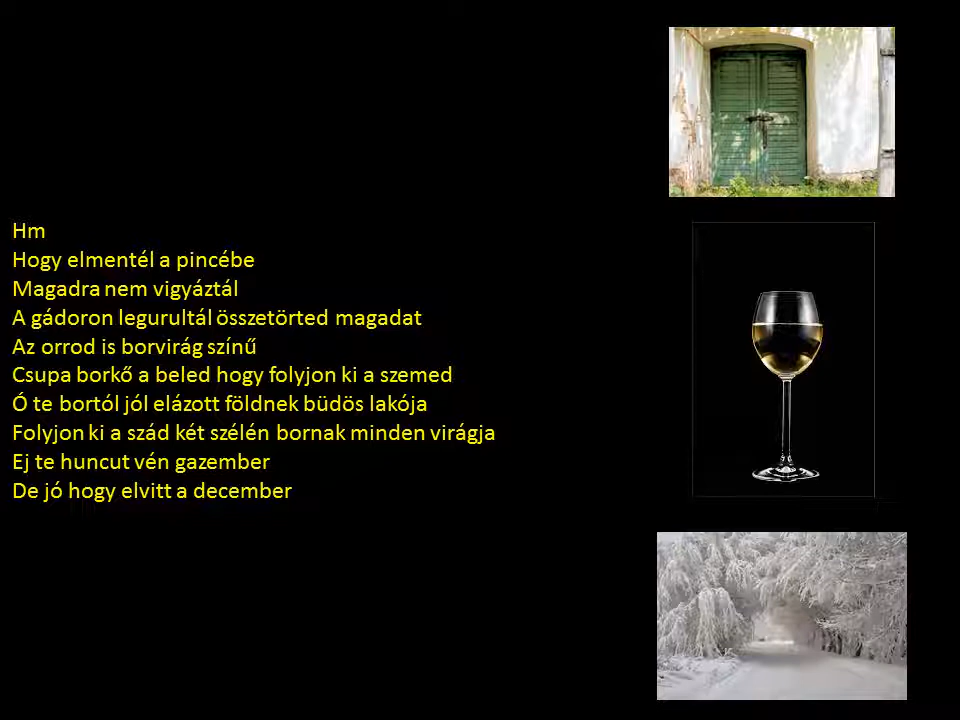 Hm
Hogy elmentél a pincébe
Magadra nem vigyáztál
A gádoron legurultál összetörted magadat
Az orrod is borvirág színű
Csupa borkő a beled hogy folyjon ki a szemed
Ó te bortól jól elázott földnek büdös lakója
Folyjon ki a szád két szélén bornak minden virágja
Ej te huncut vén gazember
De jó hogy elvitt a december